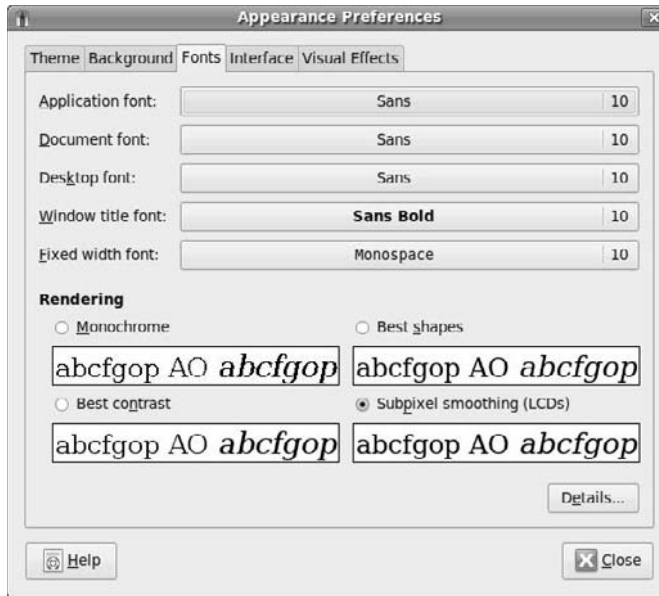 Appearance Preferences
Theme Background Fonts Interface Visual Effects
Application font: Sans 10
Document font: Sans 10
Desktop font: Sans 10
Window title font: Sans Bold 10
Fixed width font: Monospace 10
Rendering
Monochrome Best shapes
abcfgop AO abcfgop abcfgop AO abcfgop
Best contrast Subpixel smoothing (LCDs)
abcfgop AO abcfgop abcfgop AO abcfgop
Details...
Help Close